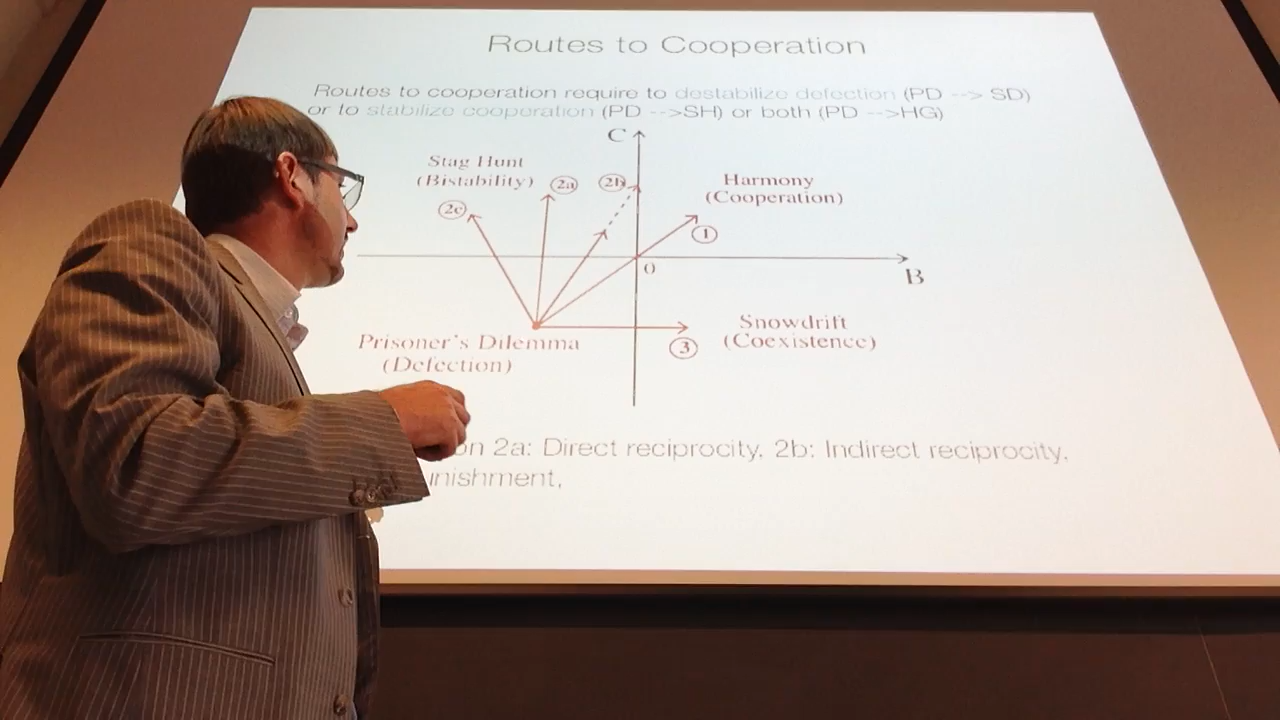 Routes to Cooperation
Routes to cooperation require to destabilize defection (PD --> SD)
or to stabilize cooperation (PD -->SH) or both (PD -->HG)
C
Stag Hunt
(Bistability)
2a
2b
Harmony
(Cooperation)
2c
1
0
B
Prisoner's Dilemma
(Defection)
Snowdrift
(Coexistence)
3
2a: Direct reciprocity, 2b: Indirect reciprocity,